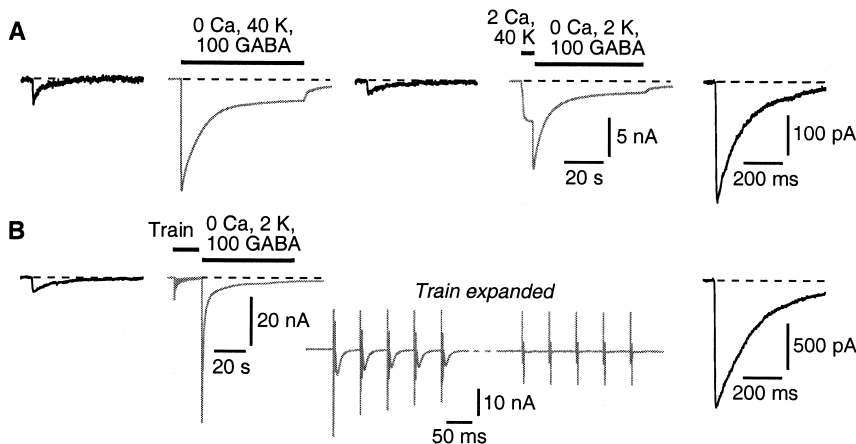 A
0 Ca, 40 K,
100 GABA
2 Ca,
40 K
0 Ca, 2 K,
100 GABA
5 nA
20 s
100 pA
200 ms
B
Train
0 Ca, 2 K,
100 GABA
20 nA
20 s
Train expanded
10 nA
50 ms
500 pA
200 ms